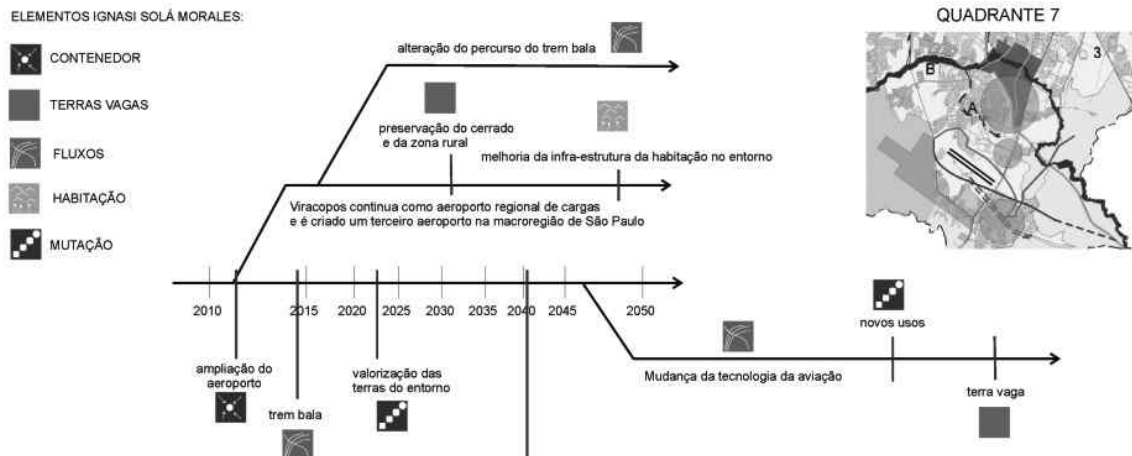 ELEMENTOS IGNASI SOLÁ MORALES:
CONTENEDOR
TERRAS VAGAS
FLUXOS
HABITAÇÃO
MUTAÇÃO
QUADRANTE 7
B
A
3
alteração do percurso do trem bala
preservação do cerrado
e da zona rural
melhoria da infra-estrutura da habitação no entorno
Viracopos continua como aeroporto regional de cargas
e é criado um terceiro aeroporto na macroregião de São Paulo
2010 2015 2020 2025 2030 2035 2040 2045 2050
ampliação do
aeroporto
trem bala
valorização das
terras do entorno
Mudança da tecnologia da aviação
novos usos
terra vaga